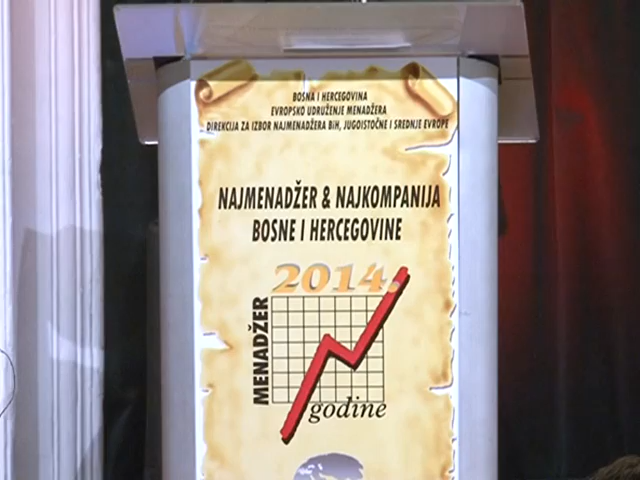 BOSNA I HERCEGOVINA
EVROPSKO UDRUŽENJE MENADŽERA
DIREKCIJA ZA IZBOR NAJMENADŽERA BiH, JUGOISTOČNE I SREDNJE EVROPE
NAJMENADŽER & NAJKOMPANIJA
BOSNE I HERCEGOVINE
2014.
MENADŽER
godine